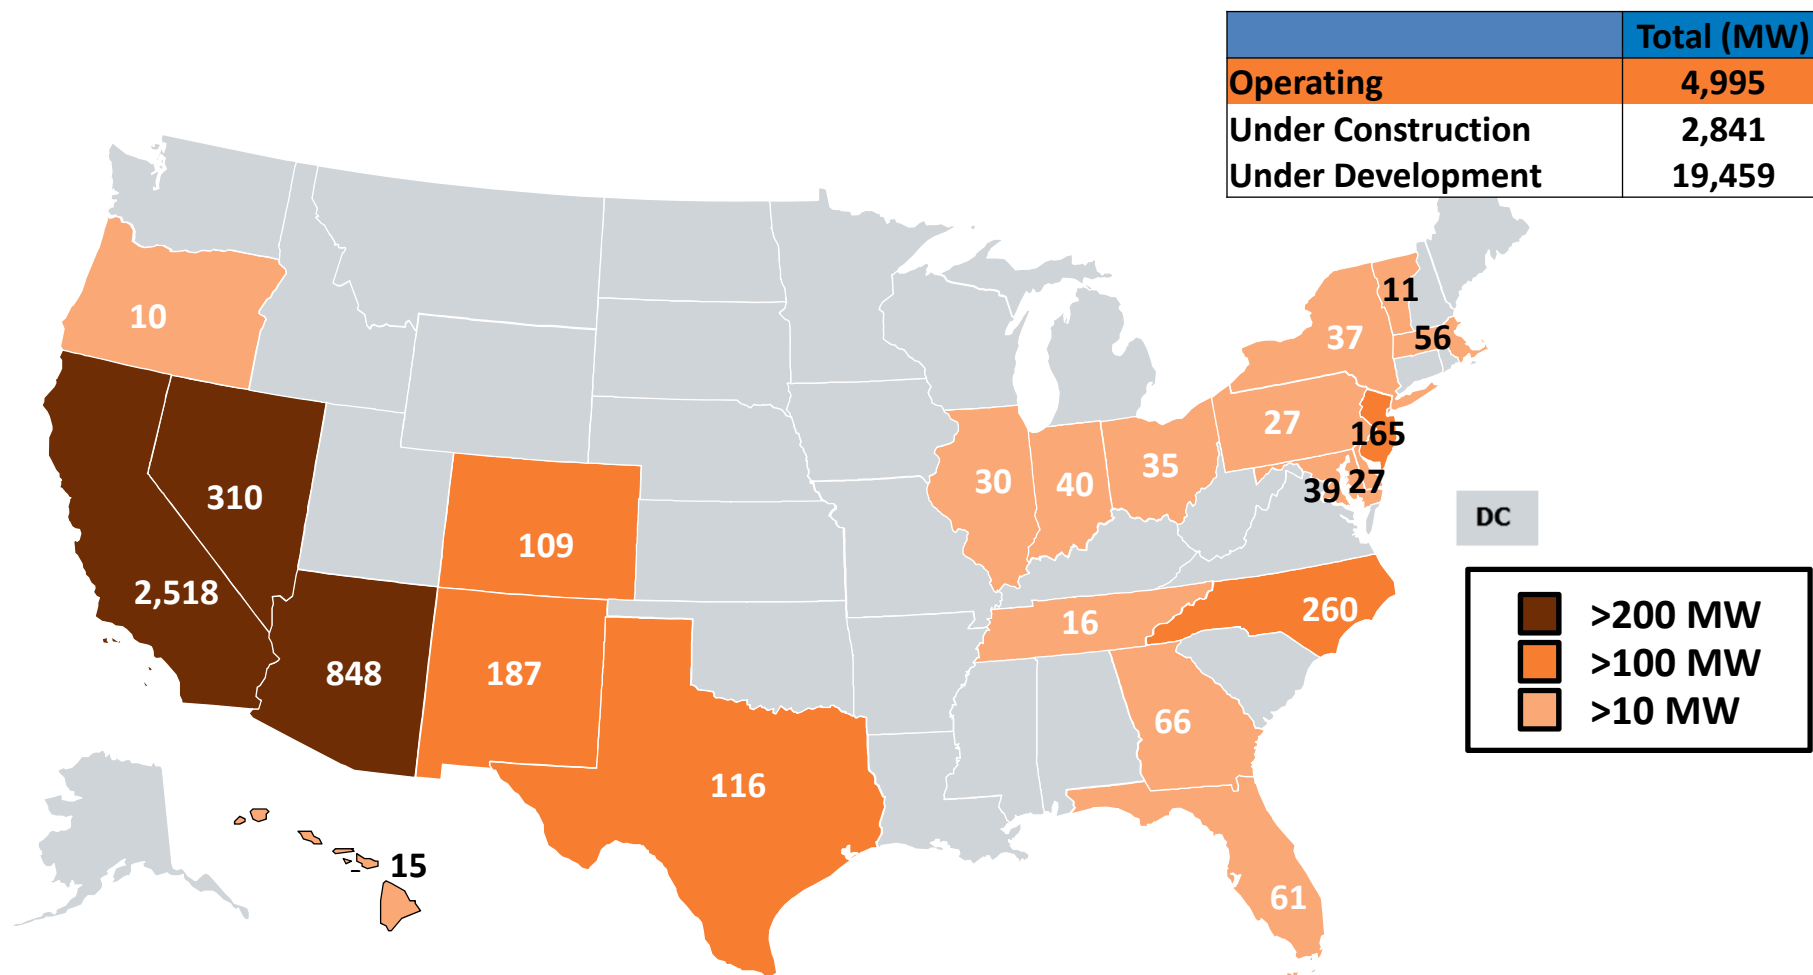 Total (MW)
Operating 4,995
Under Construction 2,841
Under Development 19,459
11
10
37
56
27
165
30
40
35
39
27
310
DC
109
2,518
16
260
>200 MW
848
187
>100 MW
66
>10 MW
116
15
61